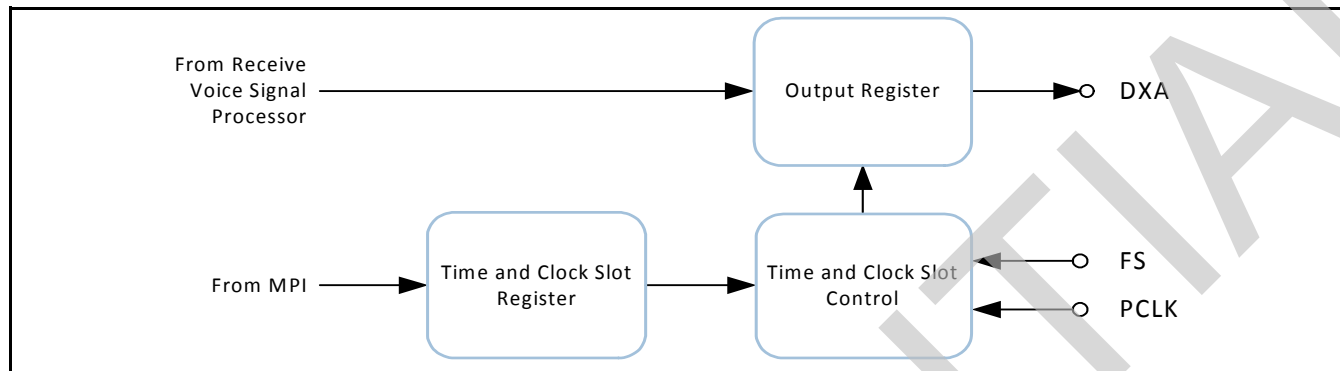 From Receive
Voice Signal
Processor
Output Register
DXA
From MPI
Time and Clock Slot
Register
Time and Clock Slot
Control
FS
PCLK
TIA